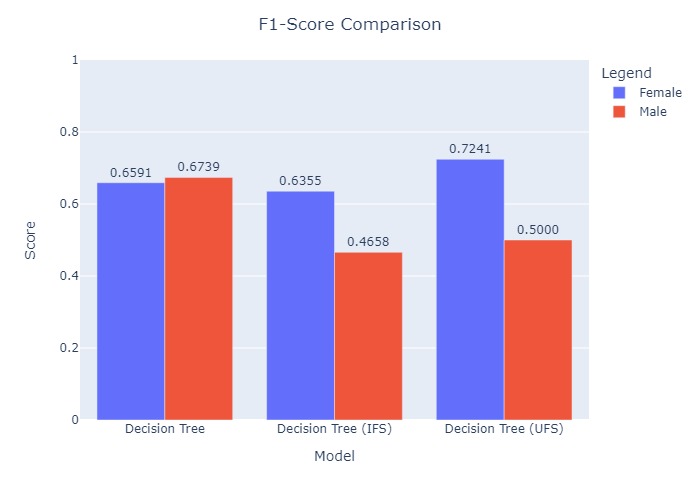 F1-Score Comparison
Legend
Female
Male
Score
1
0.8
0.6
0.4
0.2
0
0.6591
0.6739
0.6355
0.4658
0.7241
0.5000
Decision Tree
Decision Tree (IFS)
Decision Tree (UFS)
Model